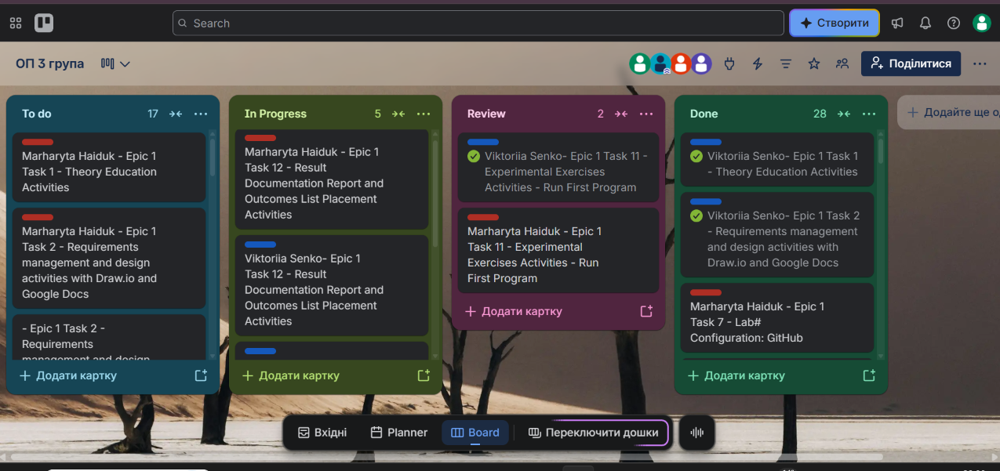 Search
Створити
ОП 3 група
Поділитися
To do
17
Marharyta Haiduk - Epic 1
Task 1 - Theory Education
Activities
Marharyta Haiduk - Epic 1
Task 2 - Requirements
management and design
activities with Draw.io and
Google Docs
- Epic 1 Task 2 -
Requirements
management and design
Додати картку
In Progress
5
Marharyta Haiduk - Epic 1
Task 12 - Result
Documentation Report and
Outcomes List Placement
Activities
Viktoriia Senko- Epic 1
Task 12 - Result
Documentation Report and
Outcomes List Placement
Activities
Додати картку
Review
2
Viktoriia Senko- Epic 1 Task 11 -
Experimental Exercises
Activities - Run First Program
Marharyta Haiduk - Epic 1
Task 11 - Experimental
Exercises Activities - Run
First Program
Додати картку
Done
28
Viktoriia Senko- Epic 1 Task 1
- Theory Education Activities
Viktoriia Senko- Epic 1 Task 2
- Requirements management
and design activities with
Draw.io and Google Docs
Marharyta Haiduk - Epic 1
Task 7 - Lab#
Configuration: GitHub
Додати картку
Додайте ще
Вхідні
Planner
Board
Переключити дошки